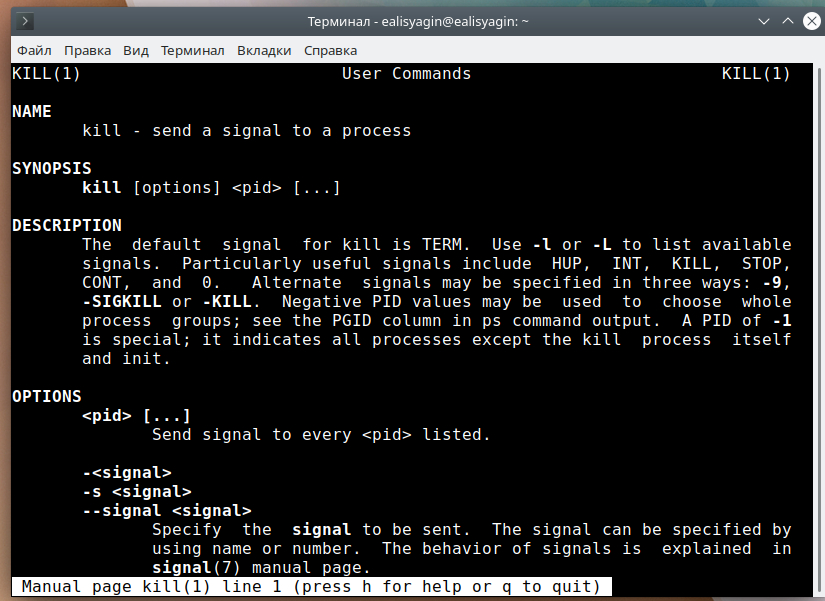 Терминал - ealisyagin@ealisyagin: ~
Файл Правка Вид Терминал Вкладки Справка
KILL(1) User Commands KILL(1)
NAME
kill - send a signal to a process
SYNOPSIS
kill [options] <pid> [...]
DESCRIPTION
The default signal for kill is TERM. Use -l or -L to list available
signals. Particularly useful signals include HUP, INT, KILL, STOP,
CONT, and 0. Alternate signals may be specified in three ways: -9,
-SIGKILL or -KILL. Negative PID values may be used to choose whole
process groups; see the PGID column in ps command output. A PID of -1
is special; it indicates all processes except the kill process itself
and init.
OPTIONS
<pid> [...]
Send signal to every <pid> listed.
-<signal>
-s <signal>
--signal <signal>
Specify the signal to be sent. The signal can be specified by
using name or number. The behavior of signals is explained in
signal(7) manual page.
Manual page kill(1) line 1 (press h for help or q to quit)